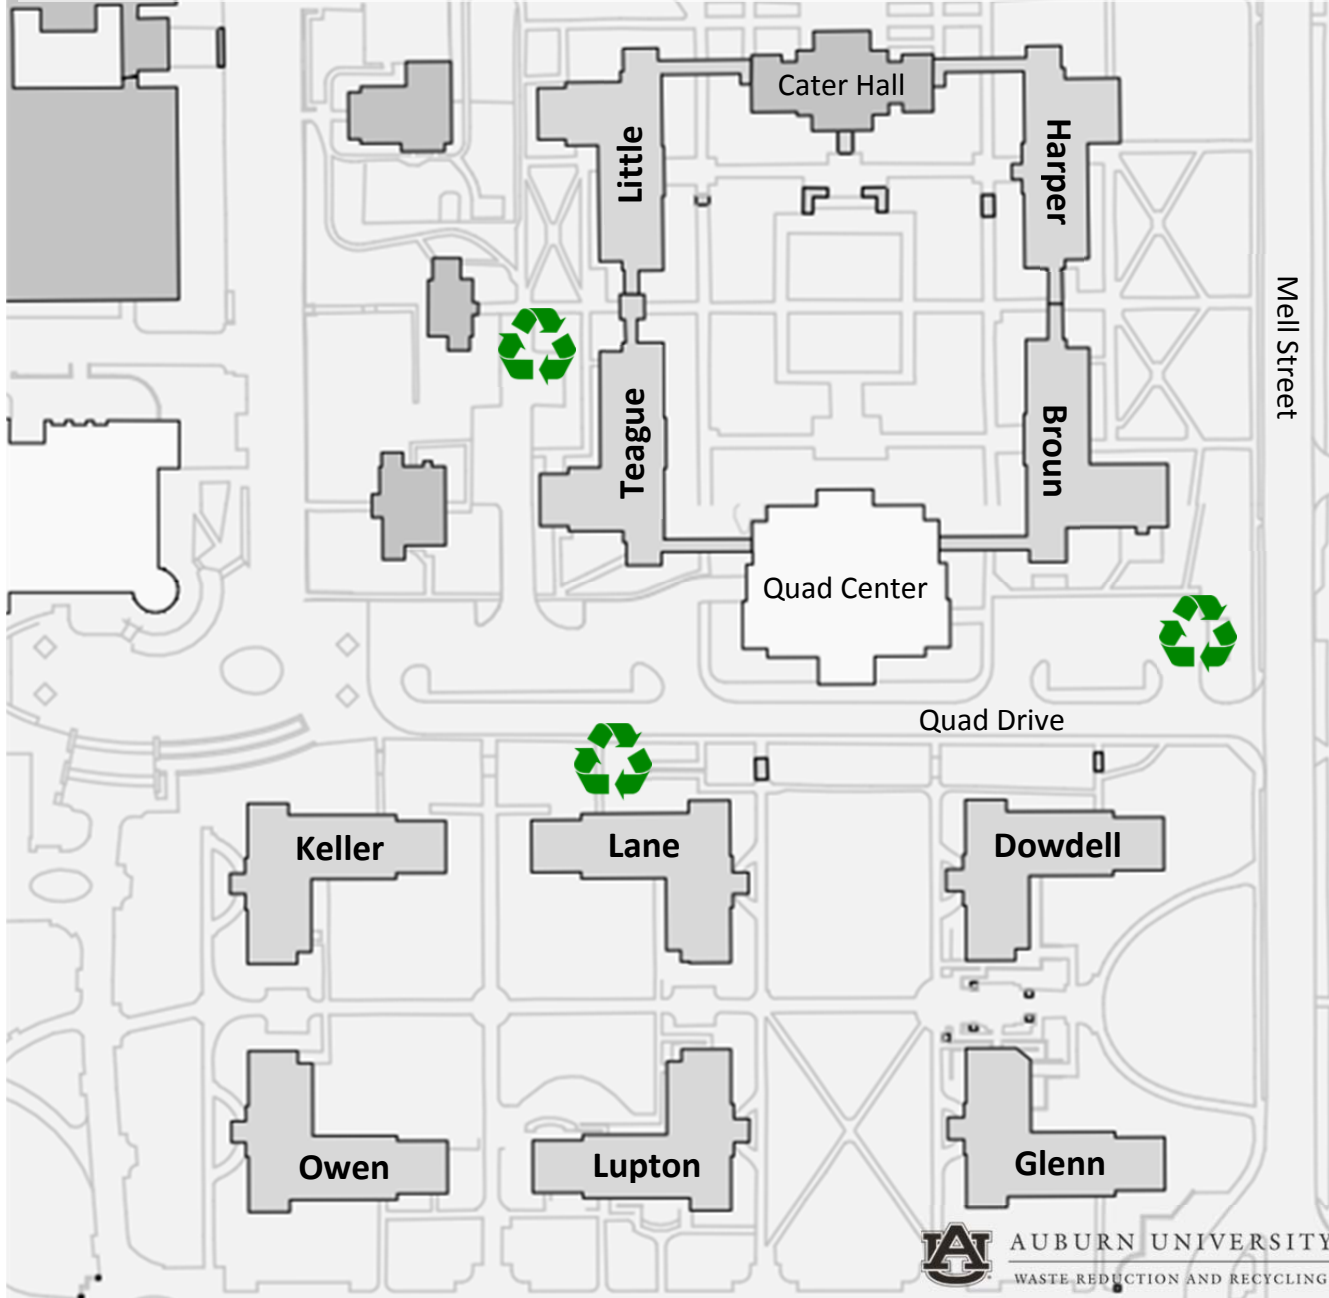 Cater Hall
Little
Harper
Mell Street
Teague
Broun
Quad Center
Quad Drive
Keller
Lane
Dowdell
Owen
Lupton
Glenn
AU
AUBURN UNIVERSITY
WASTE REDUCTION AND RECYCLING